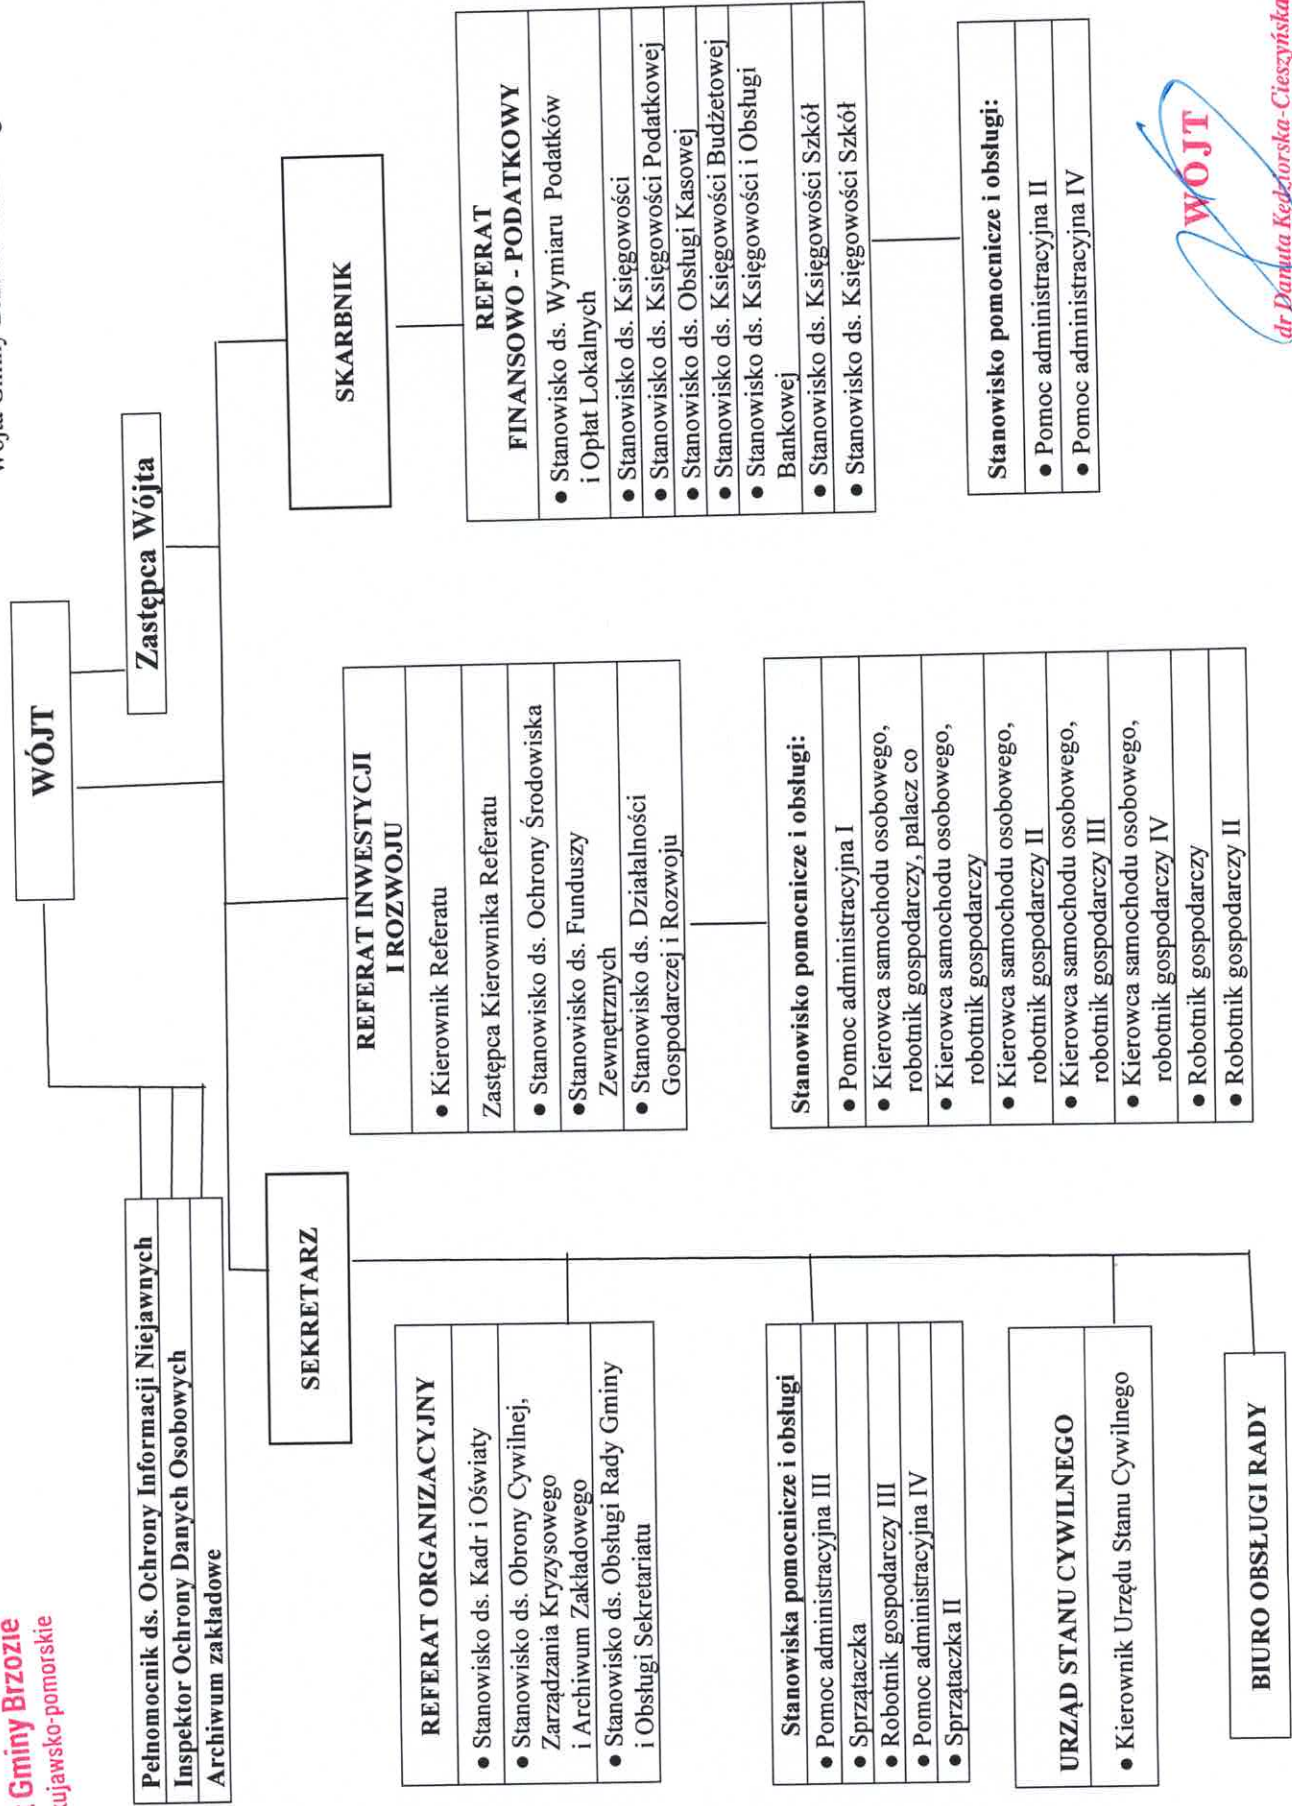 Gminy Brzozie
kujawsko-pomorskie
Wójta Gminy
WÓJT
Zastępca Wójta
Pełnomocnik ds. Ochrony Informacji Niejawnych
Inspektor Ochrony Danych Osobowych
Archiwum zakładowe
SEKRETARZ
REFERAT ORGANIZACYJNY
● Stanowisko ds. Kadr i Oświaty
● Stanowisko ds. Obrony Cywilnej,
Zarządzania Kryzysowego
i Archiwum Zakładowego
● Stanowisko ds. Obsługi Rady Gminy
i Obsługi Sekretariatu
Stanowiska pomocnicze i obsługi
● Pomoc administracyjna III
● Sprzątaczka
● Robotnik gospodarczy III
● Pomoc administracyjna IV
● Sprzątaczka II
URZĄD STANU CYWILNEGO
● Kierownik Urzędu Stanu Cywilnego
BIURO OBSŁUGI RADY
REFERAT INWESTYCJI
I ROZWOJU
● Kierownik Referatu
Zastępca Kierownika Referatu
● Stanowisko ds. Ochrony Środowiska
●Stanowisko ds. Funduszy
Zewnętrznych
● Stanowisko ds. Działalności
Gospodarczej i Rozwoju
Stanowisko pomocnicze i obsługi:
● Pomoc administracyjna I
● Kierowca samochodu osobowego,
robotnik gospodarczy, palacz co
● Kierowca samochodu osobowego,
robotnik gospodarczy
● Kierowca samochodu osobowego,
robotnik gospodarczy II
● Kierowca samochodu osobowego,
robotnik gospodarczy III
● Kierowca samochodu osobowego,
robotnik gospodarczy IV
● Robotnik gospodarczy
● Robotnik gospodarczy II
SKARBNIK
REFERAT
FINANSOWO - PODATKOWY
● Stanowisko ds. Wymiaru Podatków
i Opłat Lokalnych
● Stanowisko ds. Księgowości
● Stanowisko ds. Księgowości Podatkowej
● Stanowisko ds. Obsługi Kasowej
● Stanowisko ds. Księgowości Budżetowej
● Stanowisko ds. Księgowości i Obsługi
Bankowej
● Stanowisko ds. Księgowości Szkół
● Stanowisko ds. Księgowości Szkół
Stanowisko pomocnicze i obsługi:
● Pomoc administracyjna II
● Pomoc administracyjna IV
WÓJT
dr Danuta Kędziorska-Cieszyńska